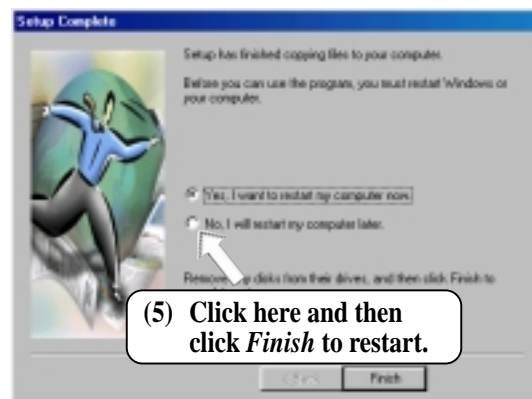 Setup Complete
Setup has finished copying files to your computer.
Before you can use the program, you must restart Windows or
your computer.
Yes, I want to restart my computer now.
No, I will restart my computer later.
Remove any disks from their drives, and then click Finish to
(5) Click here and then
click Finish to restart.
< Back
Finish